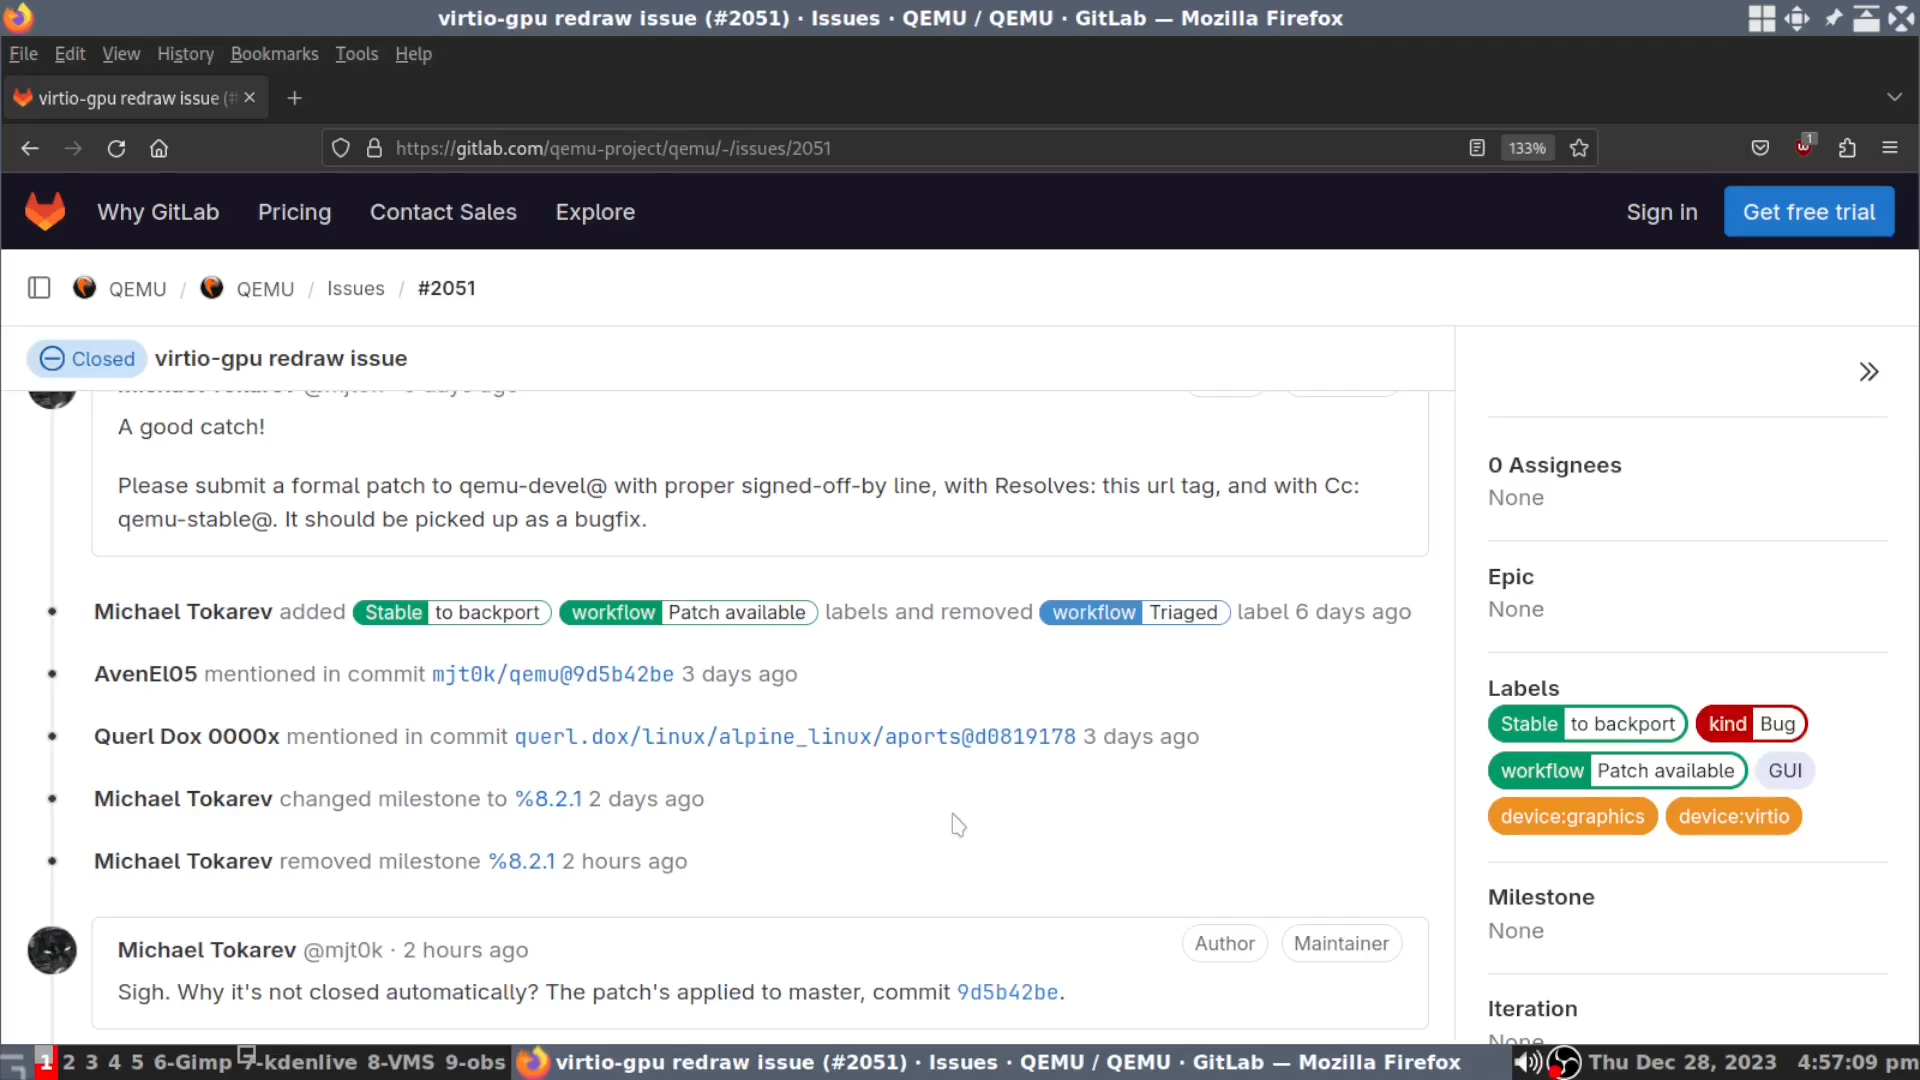 virtio-gpu redraw issue (#2051) · Issues · QEMU / QEMU · GitLab — Mozilla Firefox
File Edit View History Bookmarks Tools Help
virtio-gpu redraw issue (#
https://gitlab.com/qemu-project/qemu/-/issues/2051
133%
1
Why GitLab Pricing Contact Sales Explore Sign in Get free trial
QEMU / QEMU / Issues / #2051
Closed virtio-gpu redraw issue
A good catch!
Please submit a formal patch to qemu-devel@ with proper signed-off-by line, with Resolves: this url tag, and with Cc:
qemu-stable@. It should be picked up as a bugfix.
Michael Tokarev added Stable to backport workflow Patch available labels and removed workflow Triaged label 6 days ago
AvenEl05 mentioned in commit mjt0k/qemu@9d5b42be 3 days ago
Querl Dox 0000x mentioned in commit querl.dox/linux/alpine_linux/aports@d0819178 3 days ago
Michael Tokarev changed milestone to %8.2.1 2 days ago
Michael Tokarev removed milestone %8.2.1 2 hours ago
Michael Tokarev @mjt0k · 2 hours ago Author Maintainer
Sigh. Why it's not closed automatically? The patch's applied to master, commit 9d5b42be.
0 Assignees
None
Epic
None
Labels
Stable to backport kind Bug
workflow Patch available GUI
device:graphics device:virtio
Milestone
None
Iteration
None
1 2 3 4 5 6-Gimp 7-kdenlive 8-VMS 9-obs virtio-gpu redraw issue (#2051) · Issues · QEMU / QEMU · GitLab — Mozilla Firefox Thu Dec 28, 2023 4:57:09 pm